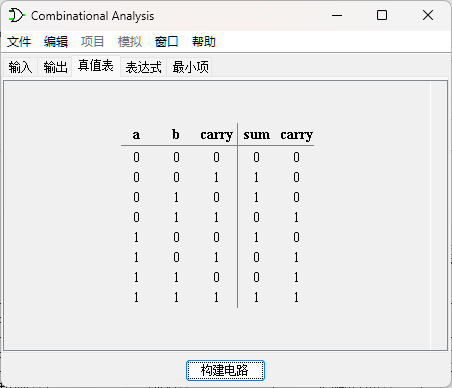 Combinational Analysis
文件 编辑 项目 模拟 窗口 帮助
输入 输出 真值表 表达式 最小项
a b carry sum carry
0 0 0 0 0
0 0 1 1 0
0 1 0 1 0
0 1 1 0 1
1 0 0 1 0
1 0 1 0 1
1 1 0 0 1
1 1 1 1 1
构建电路